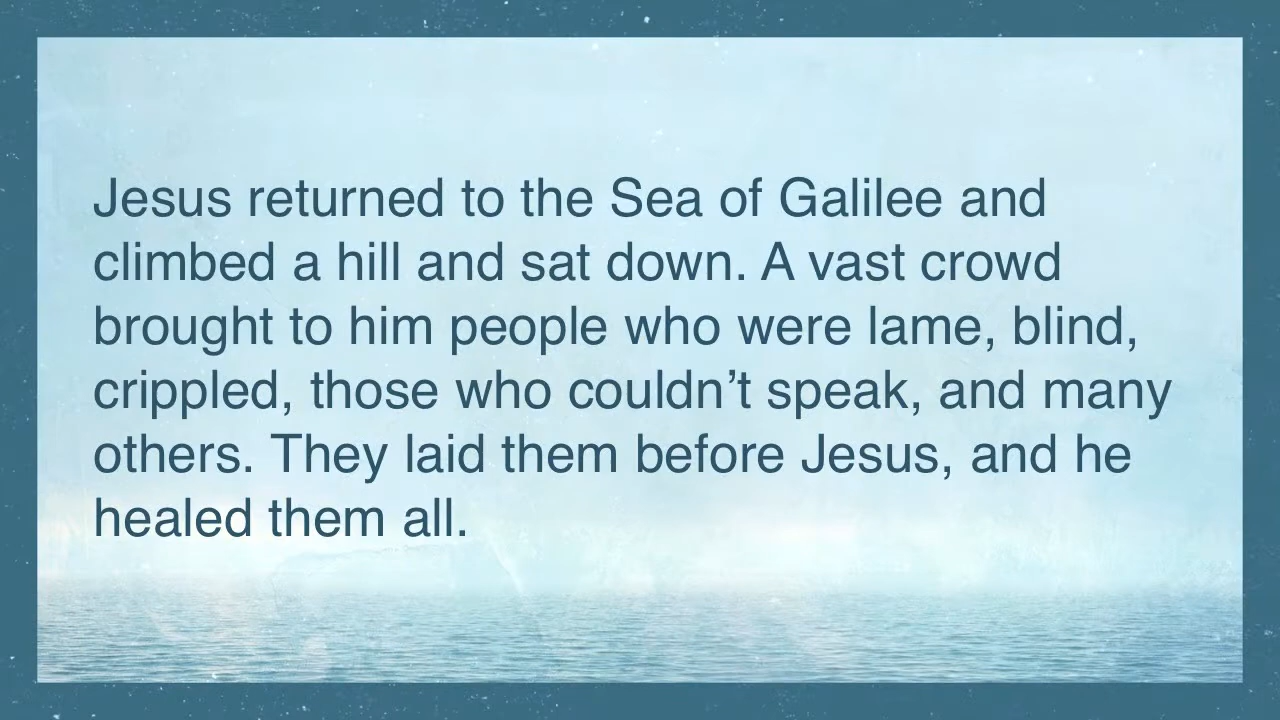 Jesus returned to the Sea of Galilee and
climbed a hill and sat down. A vast crowd
brought to him people who were lame, blind,
crippled, those who couldn’t speak, and many
others. They laid them before Jesus, and he
healed them all.